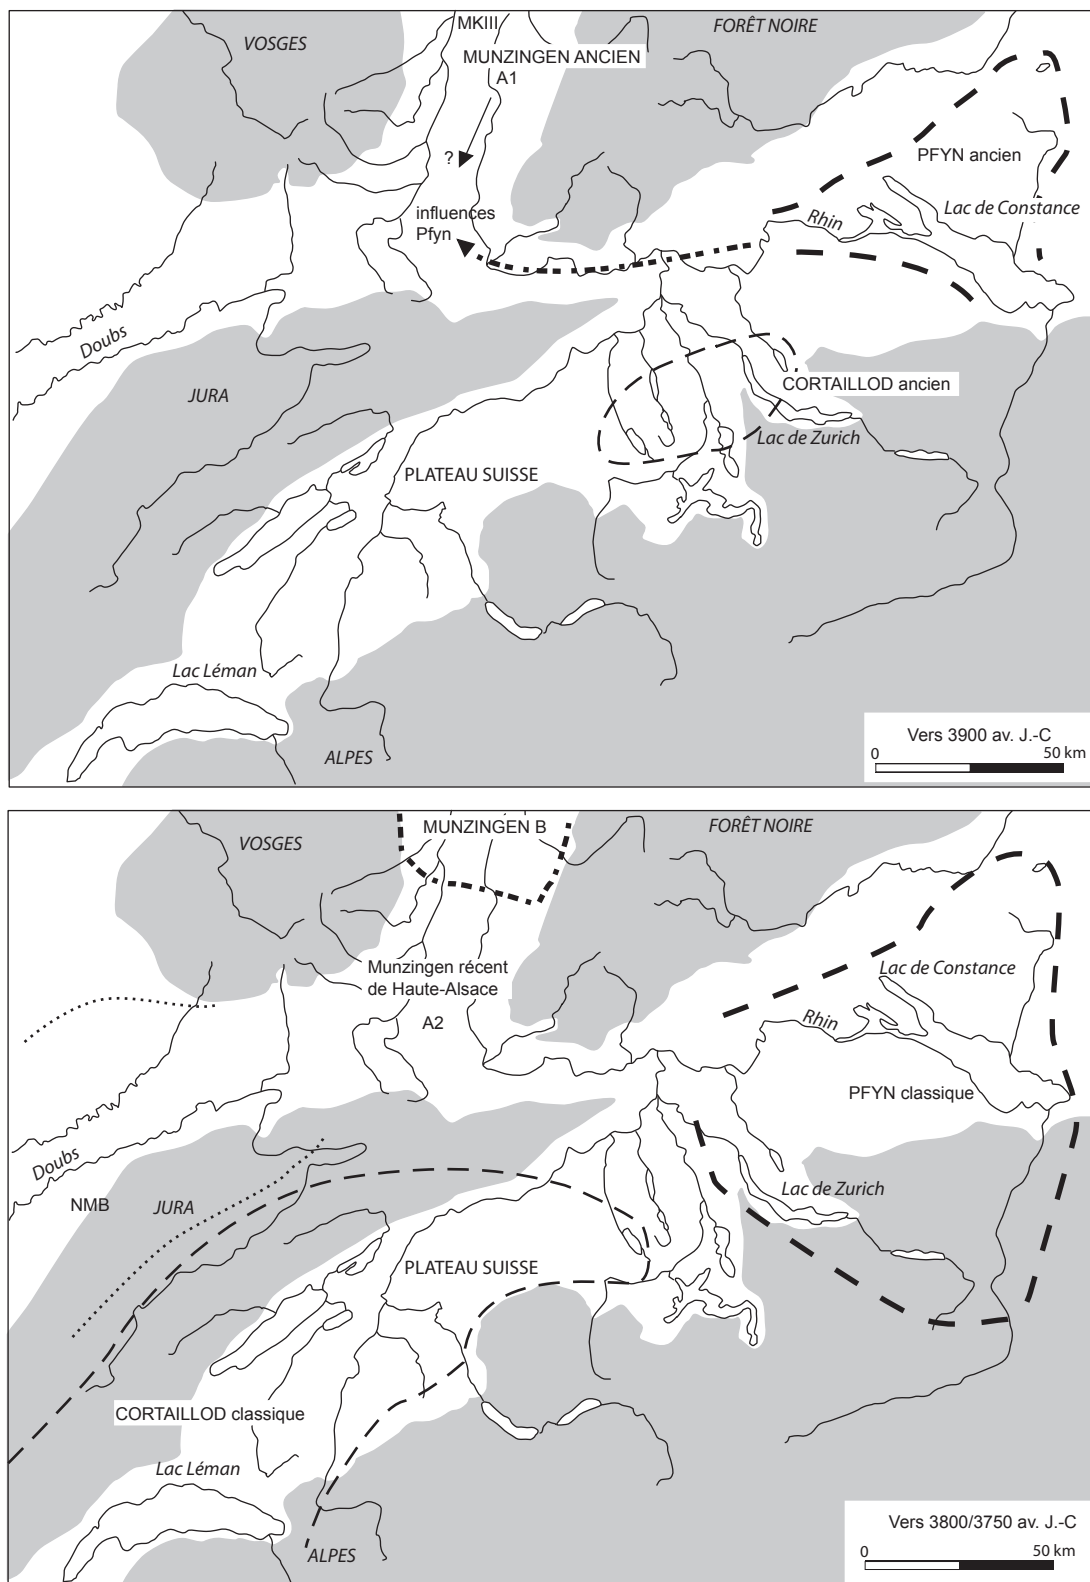 MKIII
FORÊT NOIRE
VOSGES
MUNZINGEN ANCIEN
A1
?
PFYN ancien
influences
Pfyn
Rhin
Lac de Constance
Doubs
JURA
CORTAILLOD ancien
Lac de Zurich
PLATEAU SUISSE
Lac Léman
ALPES
Vers 3900 av. J.-C
0 50 km
MUNZINGEN B
FORÊT NOIRE
VOSGES
Munzingen récent
de Haute-Alsace
Lac de Constance
A2
Rhin
PFYN classique
Doubs
NMB
JURA
Lac de Zurich
PLATEAU SUISSE
CORTAILLOD classique
Lac Léman
ALPES
Vers 3800/3750 av. J.-C
0 50 km